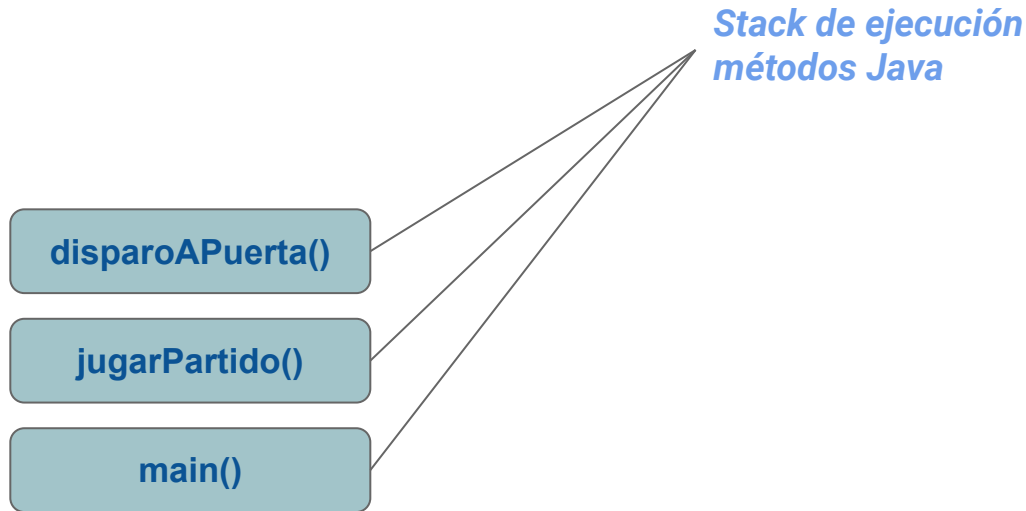 Stack de ejecución
métodos Java
disparoAPuerta()
jugarPartido()
main()